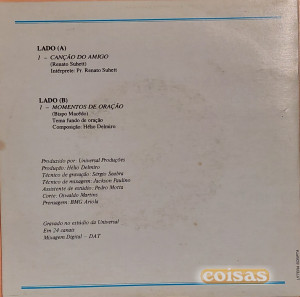 LADO (A)
1 - CANÇÃO DO AMIGO
(Renato Suhett)
Intérprete: Pr. Renato Suhett
LADO (B)
1 - MOMENTOS DE ORAÇÃO
(Bispo Macêdo)
Tema fundo de oração
Composição: Hélio Delmiro
Produzido por: Universal Produções
Produção: Hélio Delmiro
Técnico de gravação: Sérgio Seabra
Técnico de mixagem: Jackson Paulino
Assistente de estúdio: Pedro Motta
Corte: Osvaldo Martins
Prensagem: BMG Ariola
Gravado no estúdio da Universal
Em 24 canais
Mixagem Digital - DAT
coisas